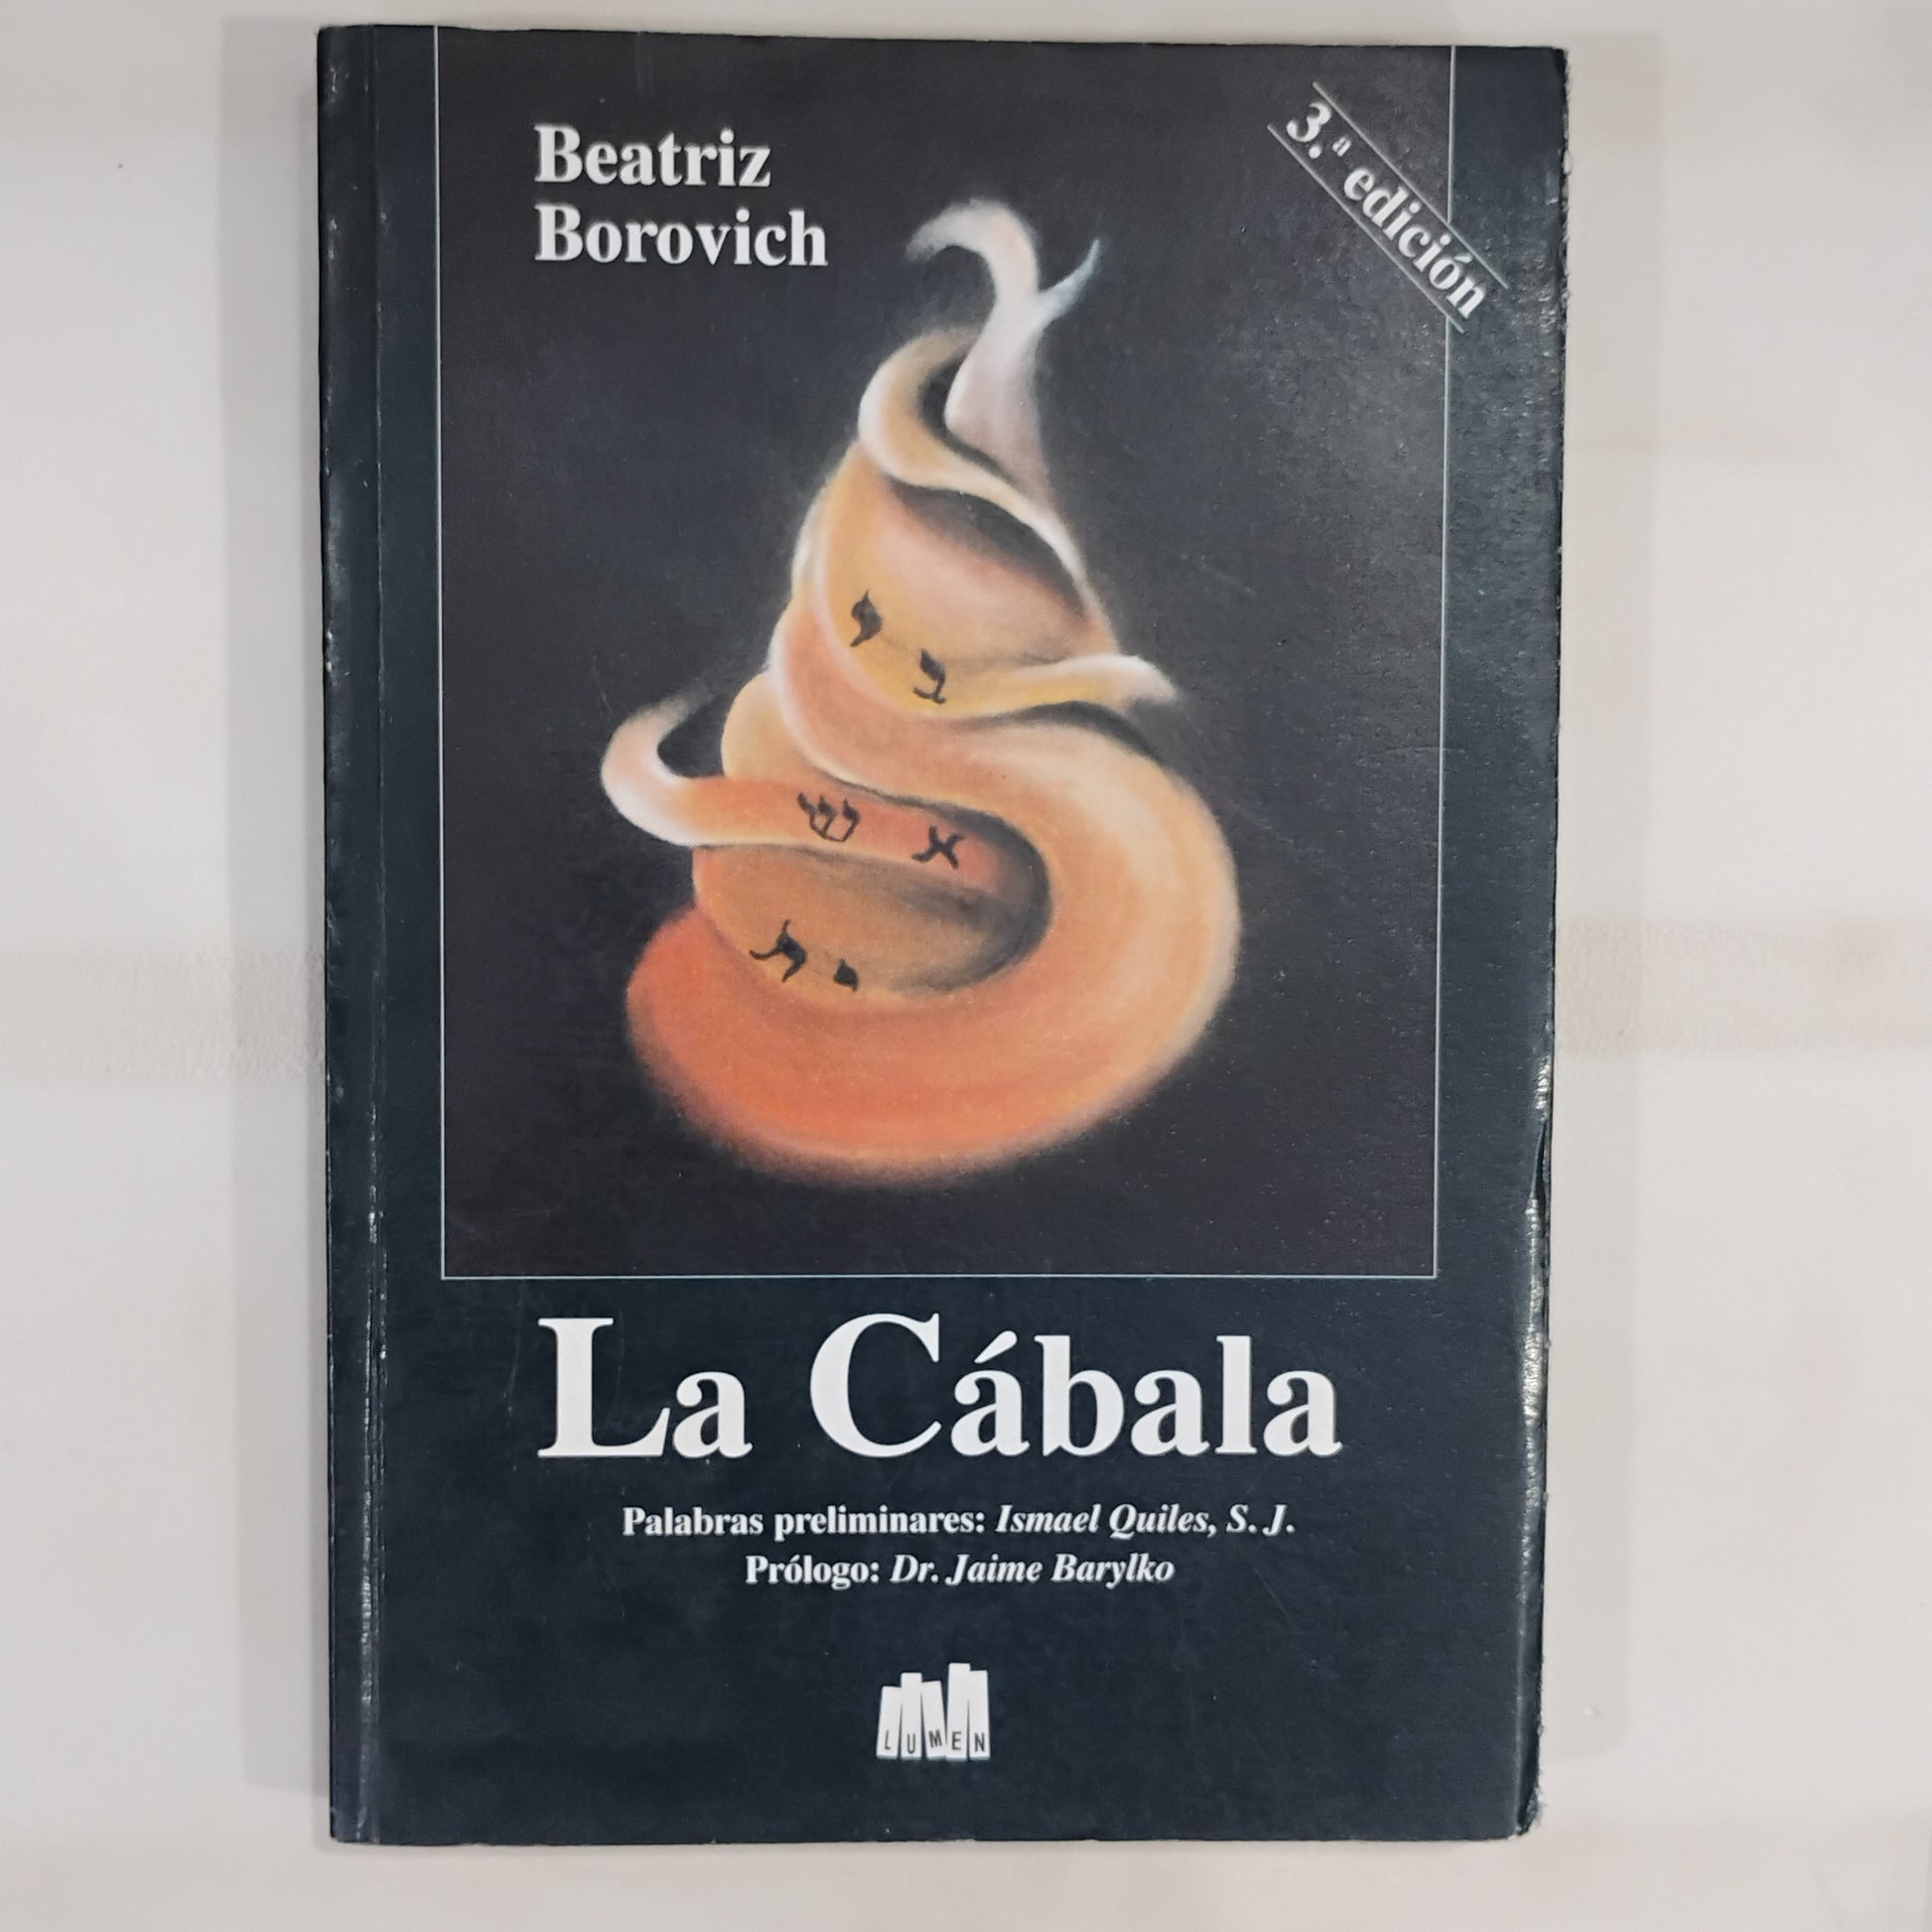 Beatriz
Borovich
3.ª edición
י ב
ש א
ת י
La Cábala
Palabras preliminares: Ismael Quiles, S. J.
Prólogo: Dr. Jaime Barylko
LUMEN